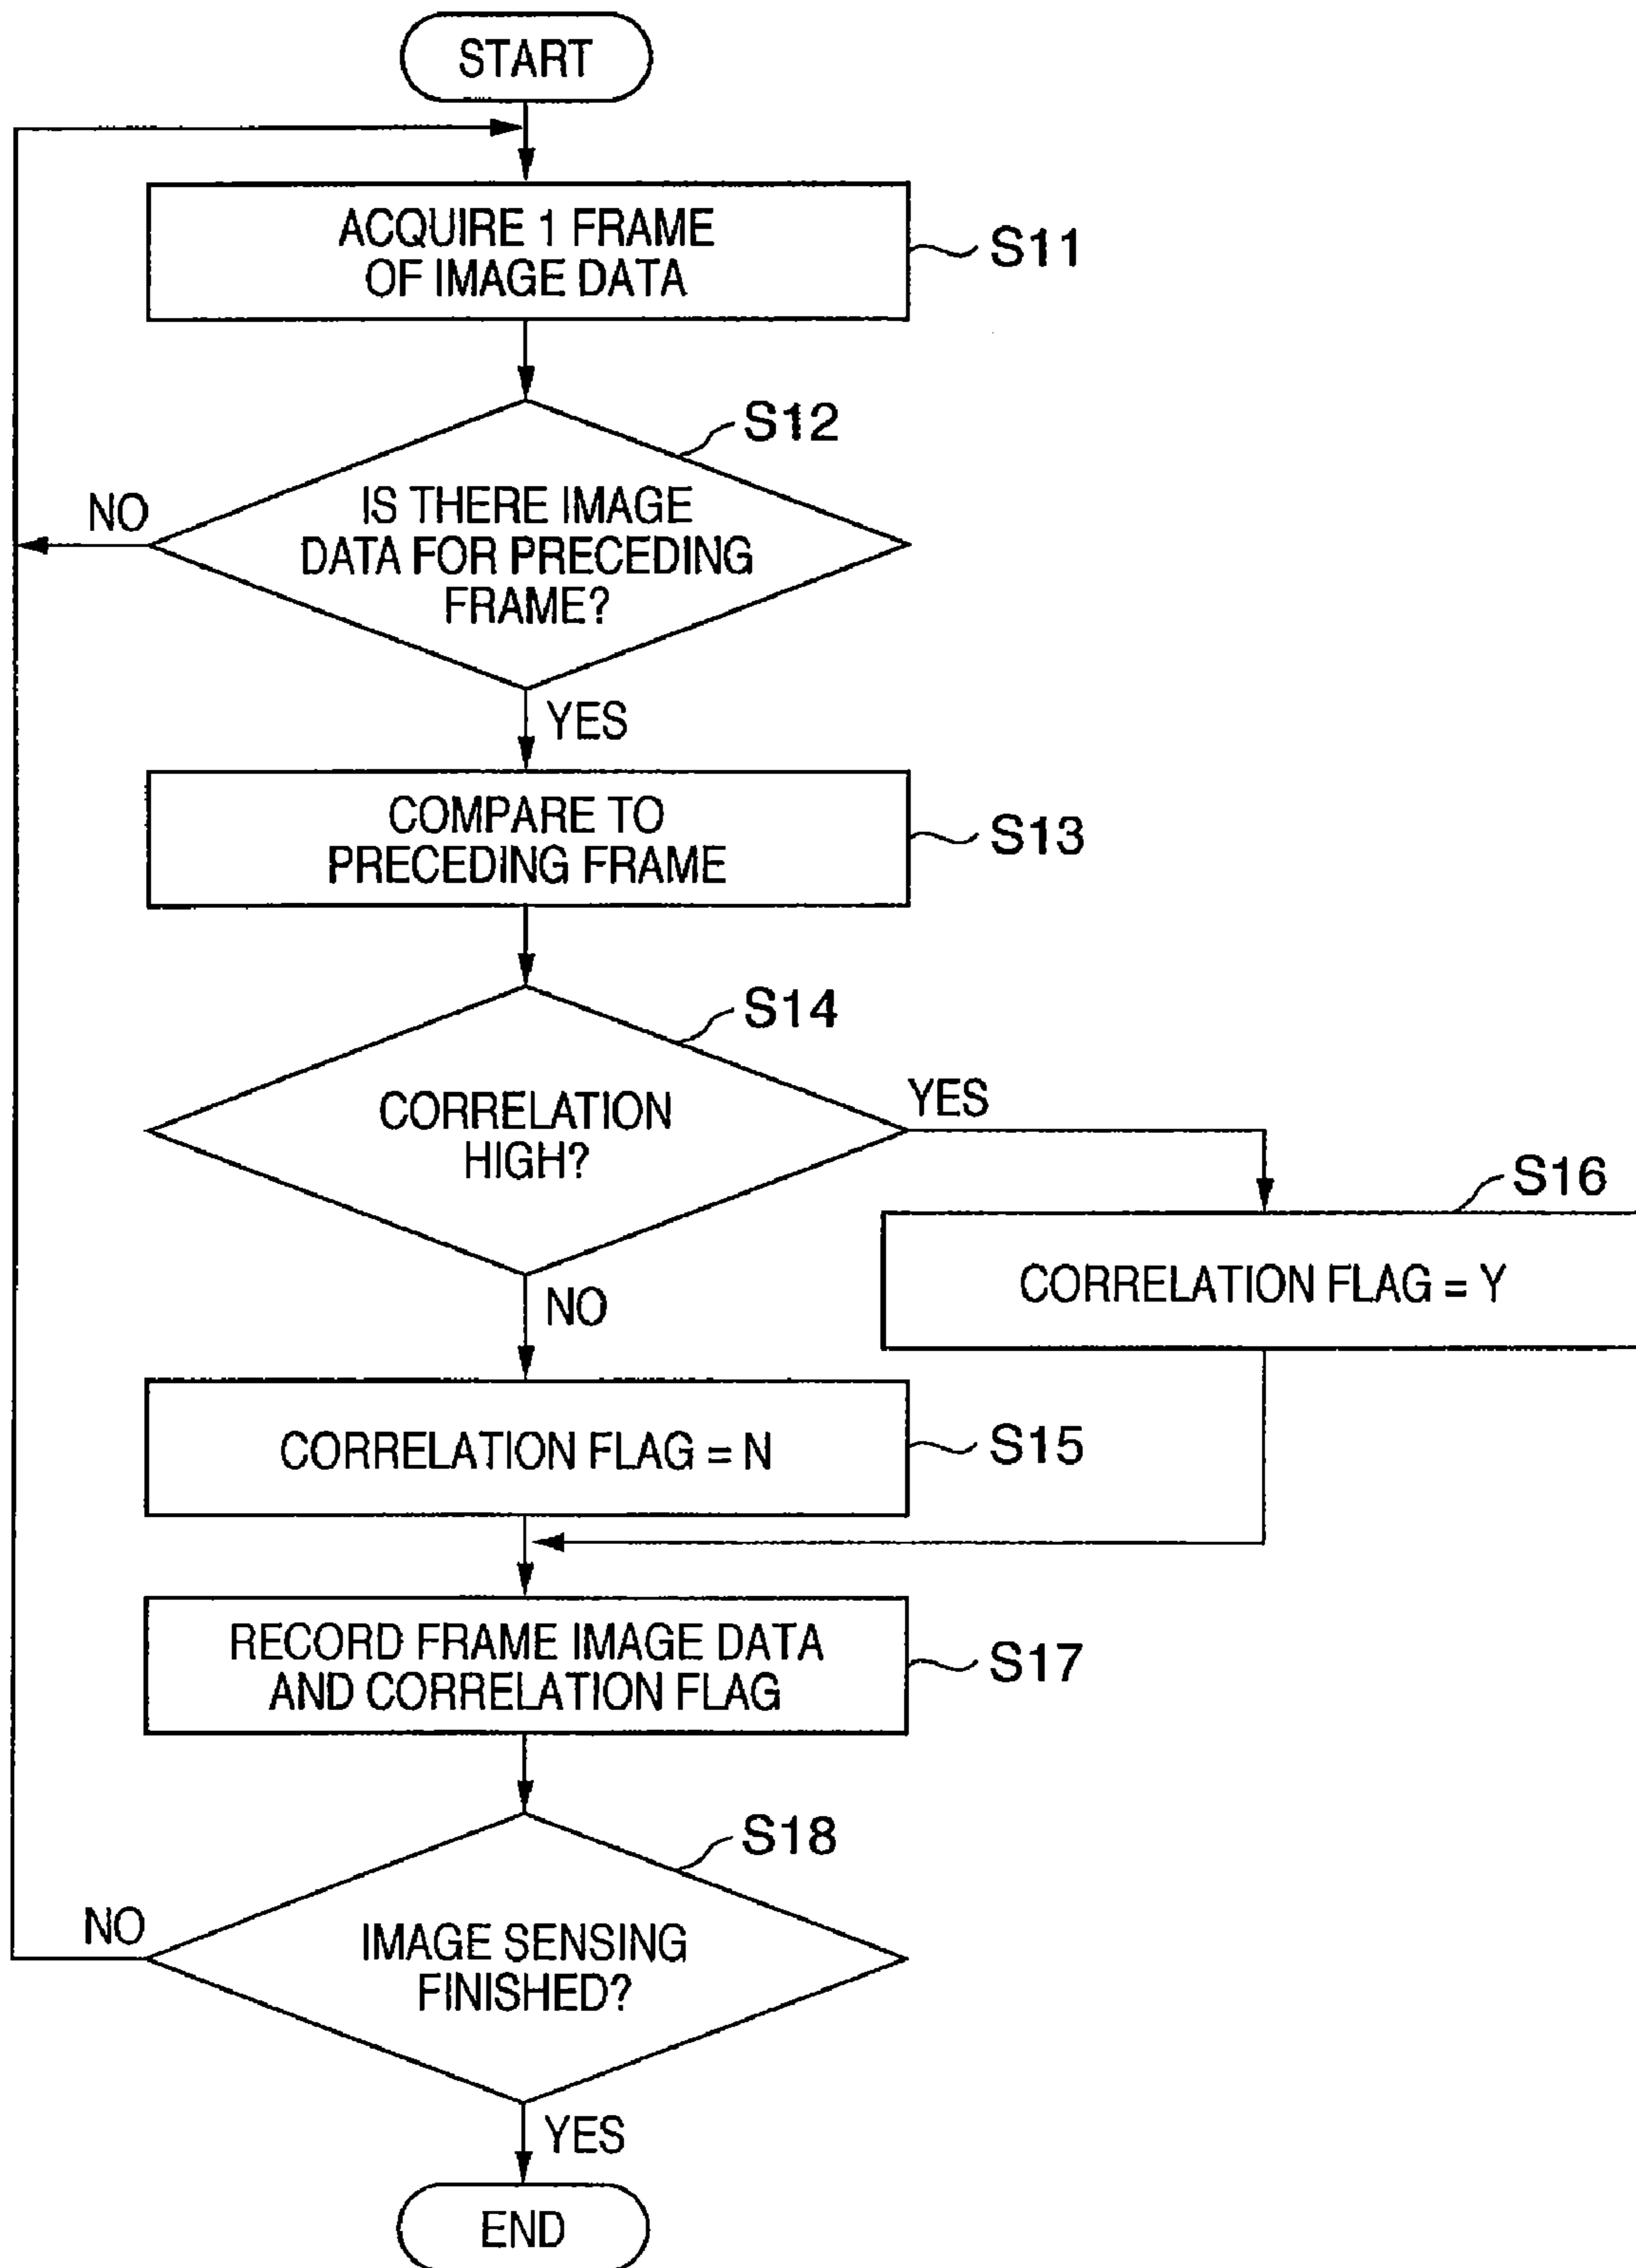 START
ACQUIRE 1 FRAME
OF IMAGE DATA
S11
S12
NO
IS THERE IMAGE
DATA FOR PRECEDING
FRAME?
YES
COMPARE TO
PRECEDING FRAME
S13
S14
CORRELATION
HIGH?
YES
S16
CORRELATION FLAG = Y
NO
CORRELATION FLAG = N
S15
RECORD FRAME IMAGE DATA
AND CORRELATION FLAG
S17
S18
NO
IMAGE SENSING
FINISHED?
YES
END